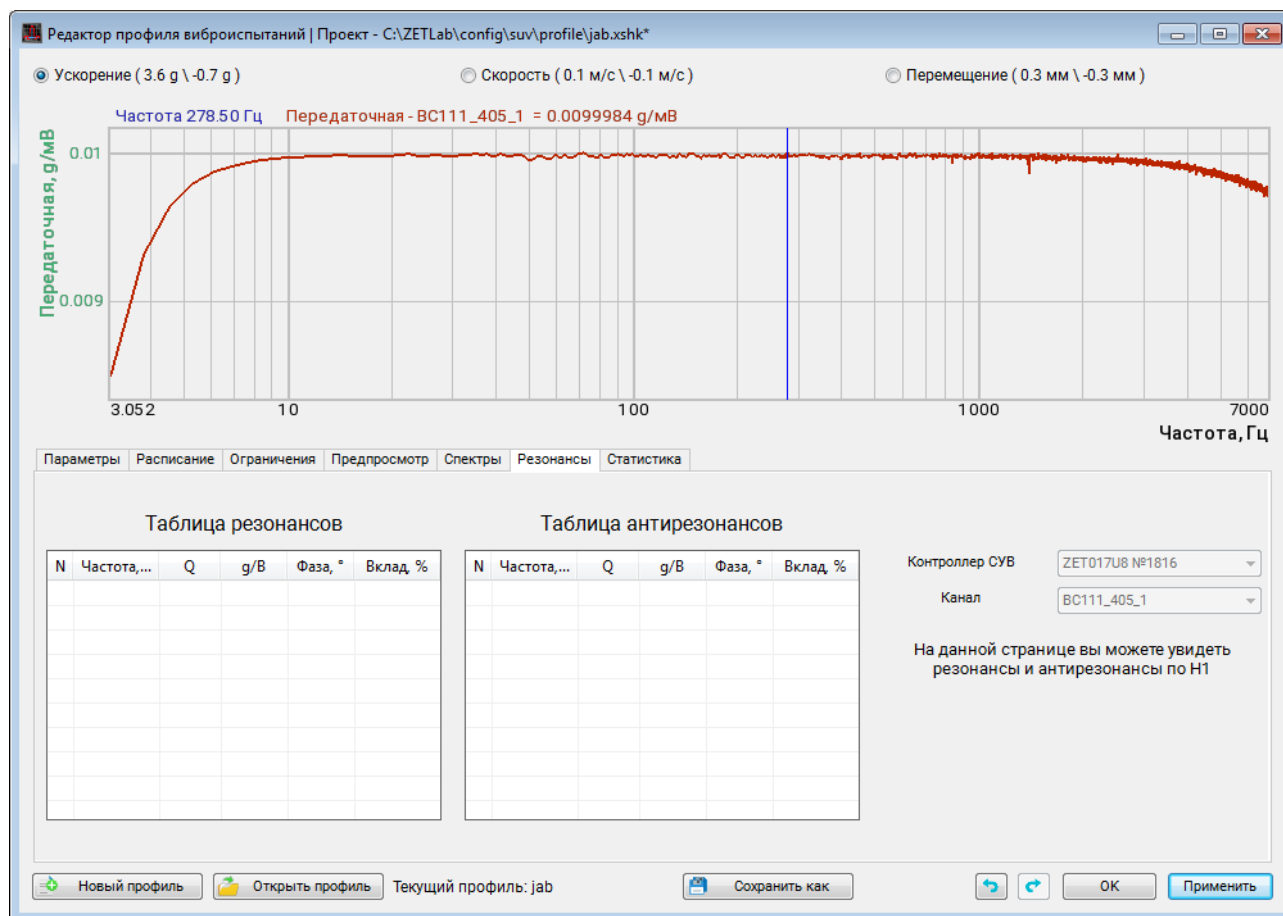 Редактор профиля виброиспытаний | Проект - C:\ZETLab\config\suv\profile\jab.xshk*
Ускорение ( 3.6 g \ -0.7 g ) Скорость ( 0.1 м/с \ -0.1 м/с ) Перемещение ( 0.3 мм \ -0.3 мм )
Частота 278.50 Гц Передаточная - BC111_405_1 = 0.0099984 g/мВ
Передаточная, g/мВ
0.01
0.009
3.052 10 100 1000 7000
Частота, Гц
Параметры Расписание Ограничения Предпросмотр Спектры Резонансы Статистика
Таблица резонансов
N Частота,... Q g/В Фаза, ° Вклад, %
Таблица антирезонансов
N Частота,... Q g/В Фаза, ° Вклад, %
Контроллер СУВ ZET017U8 №1816
Канал BC111_405_1
На данной странице вы можете увидеть
резонансы и антирезонансы по H1
Новый профиль Открыть профиль Текущий профиль: jab Сохранить как OK Применить